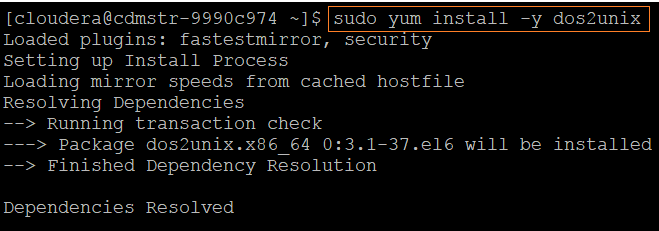 [cloudera@cdmstr-9990c974 ~]$ sudo yum install -y dos2unix
Loaded plugins: fastestmirror, security
Setting up Install Process
Loading mirror speeds from cached hostfile
Resolving Dependencies
--> Running transaction check
---> Package dos2unix.x86_64 0:3.1-37.el6 will be installed
--> Finished Dependency Resolution
Dependencies Resolved